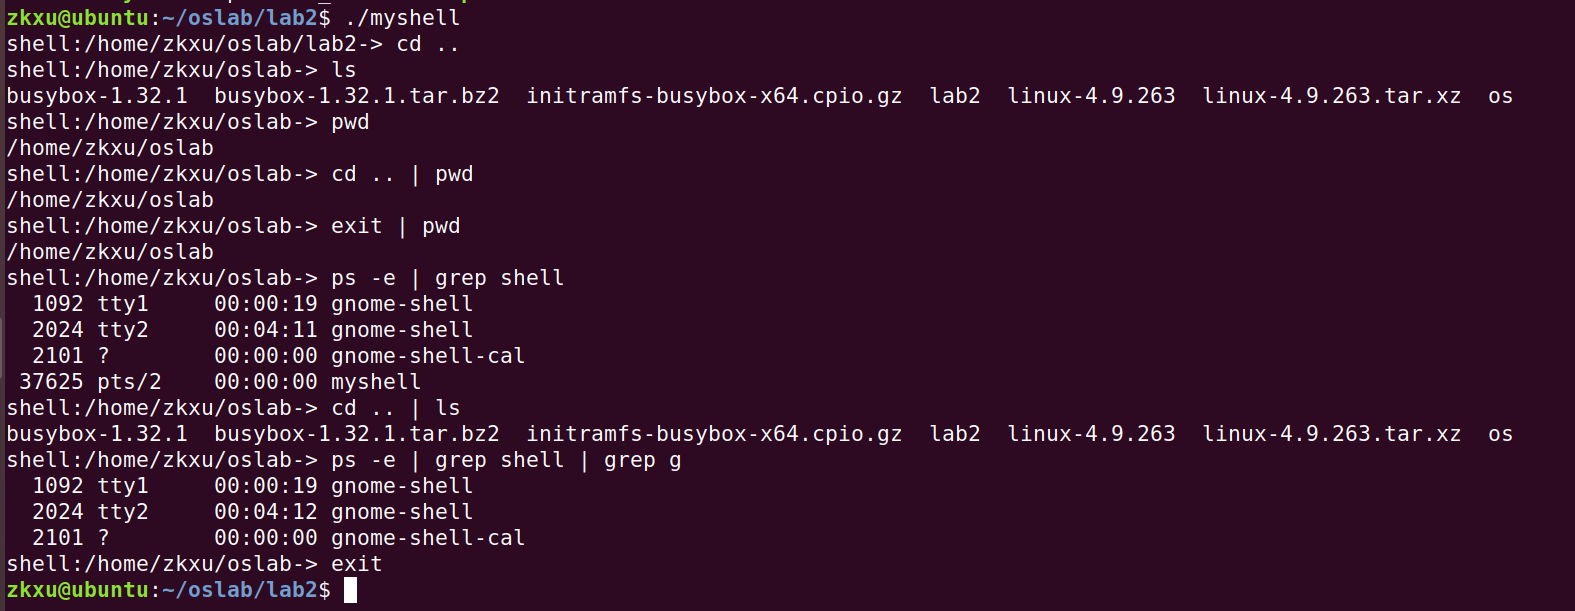 zkxu@ubuntu:~/oslab/lab2$ ./myshell
shell:/home/zkxu/oslab/lab2-> cd ..
shell:/home/zkxu/oslab-> ls
busybox-1.32.1  busybox-1.32.1.tar.bz2  initramfs-busybox-x64.cpio.gz  lab2  linux-4.9.263  linux-4.9.263.tar.xz  os
shell:/home/zkxu/oslab-> pwd
/home/zkxu/oslab
shell:/home/zkxu/oslab-> cd .. | pwd
/home/zkxu/oslab
shell:/home/zkxu/oslab-> exit | pwd
/home/zkxu/oslab
shell:/home/zkxu/oslab-> ps -e | grep shell
  1092 tty1     00:00:19 gnome-shell
  2024 tty2     00:04:11 gnome-shell
  2101 ?        00:00:00 gnome-shell-cal
 37625 pts/2    00:00:00 myshell
shell:/home/zkxu/oslab-> cd .. | ls
busybox-1.32.1  busybox-1.32.1.tar.bz2  initramfs-busybox-x64.cpio.gz  lab2  linux-4.9.263  linux-4.9.263.tar.xz  os
shell:/home/zkxu/oslab-> ps -e | grep shell | grep g
  1092 tty1     00:00:19 gnome-shell
  2024 tty2     00:04:12 gnome-shell
  2101 ?        00:00:00 gnome-shell-cal
shell:/home/zkxu/oslab-> exit
zkxu@ubuntu:~/oslab/lab2$